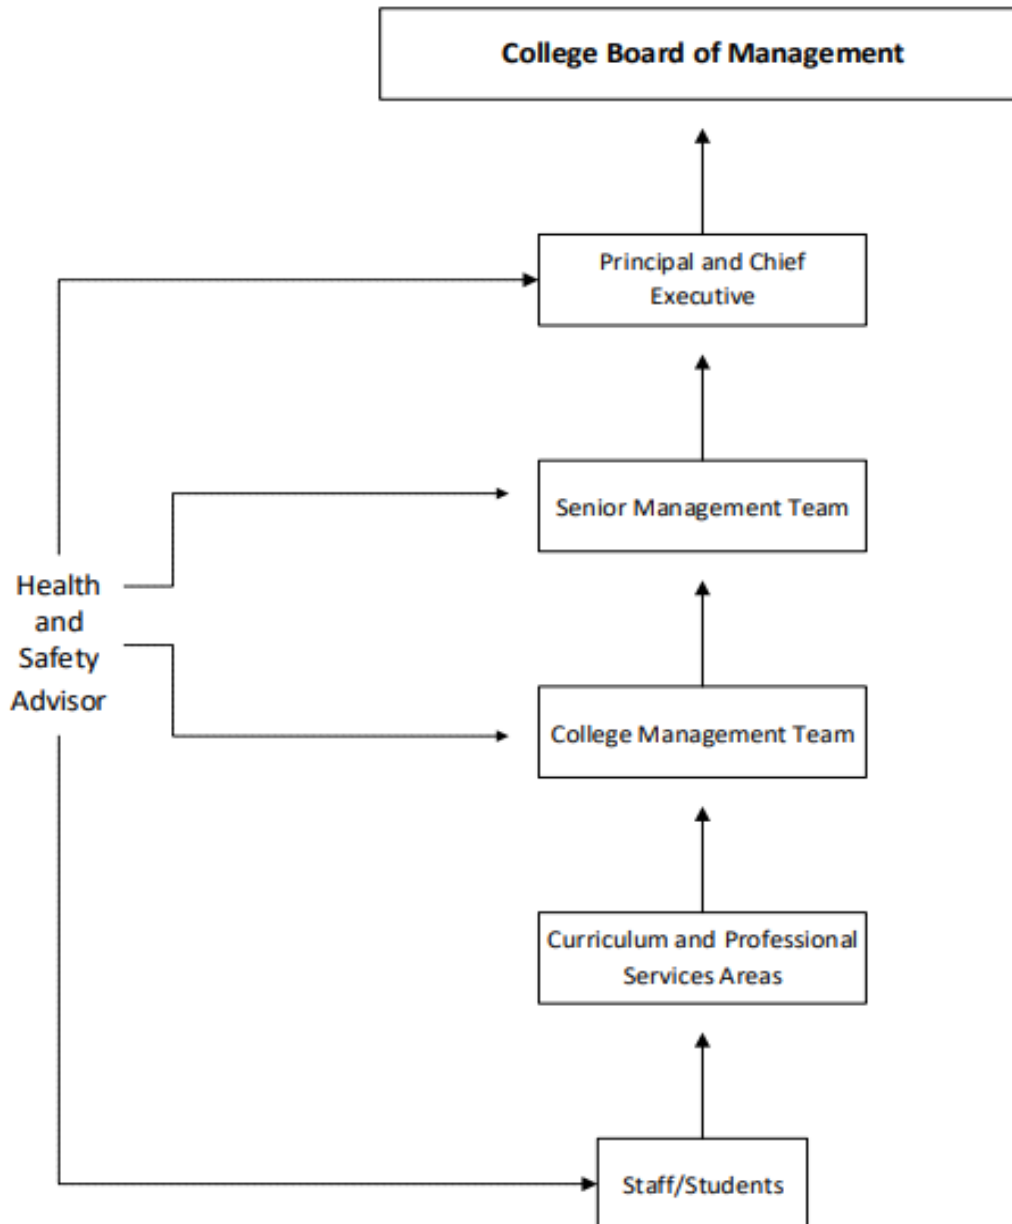 College Board of Management
Principal and Chief
Executive
Senior Management Team
Health
and
Safety
Advisor
College Management Team
Curriculum and Professional
Services Areas
Staff/Students